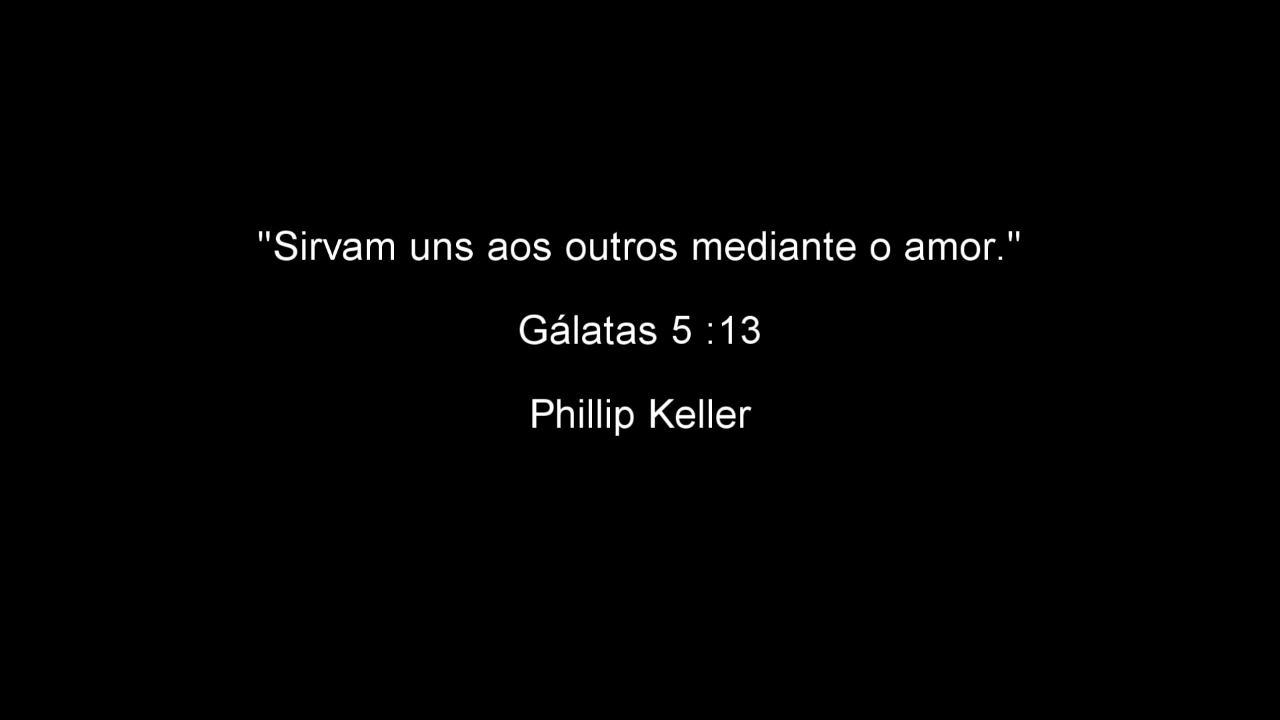 "Sirvam uns aos outros mediante o amor."
Gálatas 5 :13
Phillip Keller